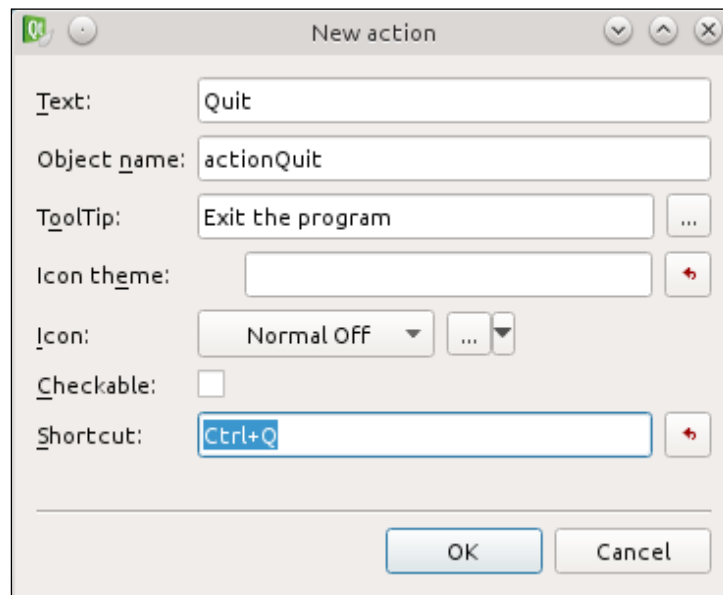 New action
Text: Quit
Object name: actionQuit
ToolTip: Exit the program ...
Icon theme:
Icon: Normal Off ...
Checkable:
Shortcut: Ctrl+Q
OK Cancel